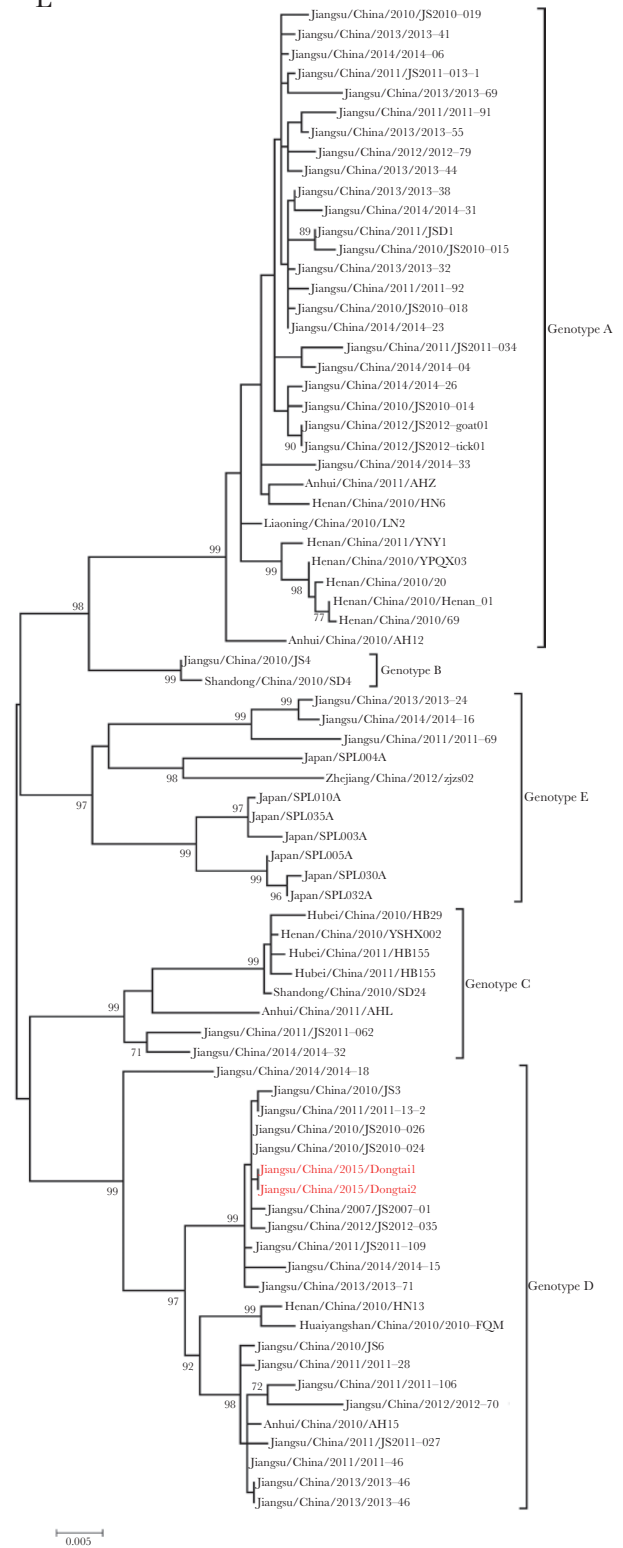 L
Jiangsu/China/2010/JS2010–019
Jiangsu/China/2013/2013–41
Jiangsu/China/2014/2014–06
Jiangsu/China/2011/JS2011–013–1
Jiangsu/China/2013/2013–69
Jiangsu/China/2011/2011–91
Jiangsu/China/2013/2013–55
Jiangsu/China/2012/2012–79
Jiangsu/China/2013/2013–44
Jiangsu/China/2013/2013–38
Jiangsu/China/2014/2014–31
89 Jiangsu/China/2011/JSD1
Jiangsu/China/2010/JS2010–015
Jiangsu/China/2013/2013–32
Jiangsu/China/2011/2011–92
Jiangsu/China/2010/JS2010–018
Jiangsu/China/2014/2014–23
Genotype A
Jiangsu/China/2011/JS2011–034
Jiangsu/China/2014/2014–04
Jiangsu/China/2014/2014–26
Jiangsu/China/2010/JS2010–014
Jiangsu/China/2012/JS2012–goat01
90 Jiangsu/China/2012/JS2012–tick01
Jiangsu/China/2014/2014–33
Anhui/China/2011/AHZ
Henan/China/2010/HN6
Liaoning/China/2010/LN2
99
Henan/China/2011/YNY1
99
Henan/China/2010/YPQX03
98
Henan/China/2010/20
Henan/China/2010/Henan_01
77
Henan/China/2010/69
98
Anhui/China/2010/AH12
Jiangsu/China/2010/JS4
Genotype B
99 Shandong/China/2010/SD4
99 Jiangsu/China/2013/2013–24
99
Jiangsu/China/2014/2014–16
Jiangsu/China/2011/2011–69
Japan/SPL004A
98
Zhejiang/China/2012/zjzs02
Genotype E
97
Japan/SPL010A
97
Japan/SPL035A
Japan/SPL003A
99
Japan/SPL005A
99
Japan/SPL030A
96 Japan/SPL032A
Hubei/China/2010/HB29
Henan/China/2010/YSHX002
Hubei/China/2011/HB155
99
Hubei/China/2011/HB155
Genotype C
Shandong/China/2010/SD24
99
Anhui/China/2011/AHL
Jiangsu/China/2011/JS2011–062
71
Jiangsu/China/2014/2014–32
Jiangsu/China/2014/2014–18
Jiangsu/China/2010/JS3
Jiangsu/China/2011/2011–13–2
Jiangsu/China/2010/JS2010–026
Jiangsu/China/2010/JS2010–024
Jiangsu/China/2015/Dongtai1
Jiangsu/China/2015/Dongtai2
99
Jiangsu/China/2007/JS2007–01
99
Jiangsu/China/2012/JS2012–035
Jiangsu/China/2011/JS2011–109
Jiangsu/China/2014/2014–15
Jiangsu/China/2013/2013–71
Genotype D
97
99
Henan/China/2010/HN13
Huaiyangshan/China/2010/2010–FQM
92
Jiangsu/China/2010/JS6
Jiangsu/China/2011/2011–28
72
Jiangsu/China/2011/2011–106
98
Jiangsu/China/2012/2012–70
Anhui/China/2010/AH15
Jiangsu/China/2011/JS2011–027
Jiangsu/China/2011/2011–46
Jiangsu/China/2013/2013–46
Jiangsu/China/2013/2013–46
0.005